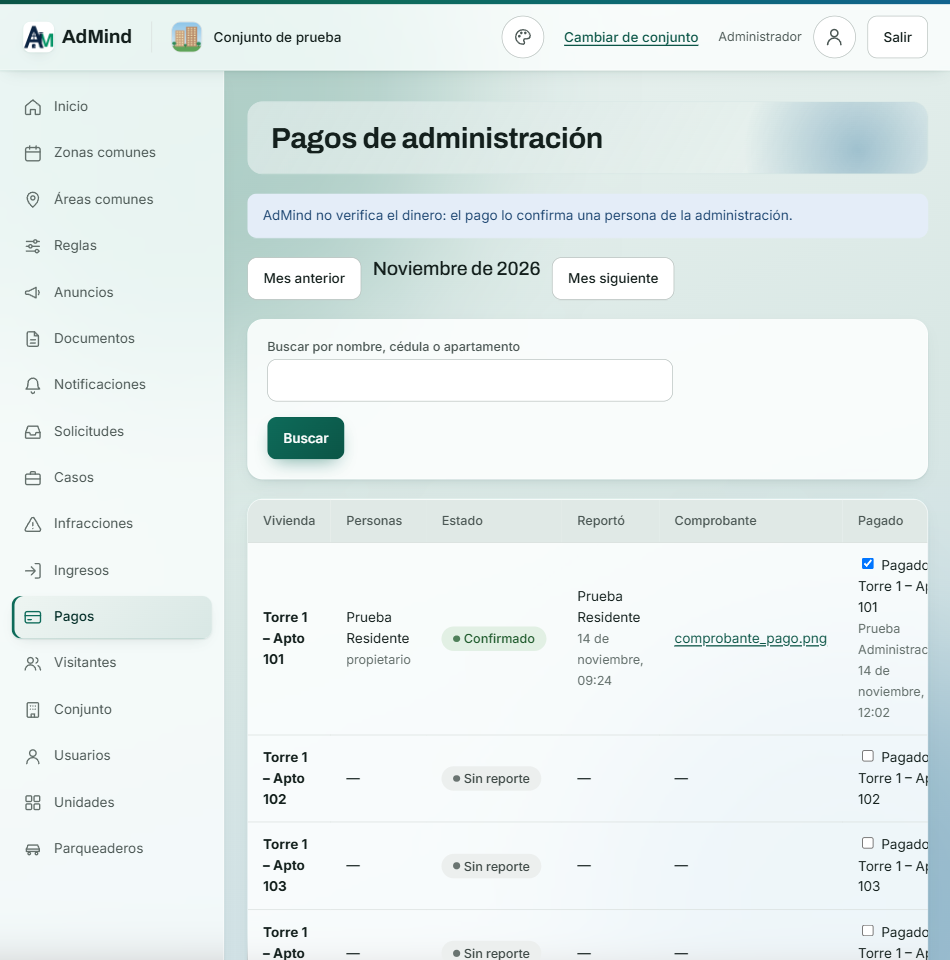 AM AdMind
Conjunto de prueba
Cambiar de conjunto
Administrador
Salir
Inicio
Zonas comunes
Áreas comunes
Reglas
Anuncios
Documentos
Notificaciones
Solicitudes
Casos
Infracciones
Ingresos
Pagos
Visitantes
Conjunto
Usuarios
Unidades
Parqueaderos
Pagos de administración
AdMind no verifica el dinero: el pago lo confirma una persona de la administración.
Mes anterior
Noviembre de 2026
Mes siguiente
Buscar por nombre, cédula o apartamento
Buscar
Vivienda
Personas
Estado
Reportó
Comprobante
Pagado
Torre 1
– Apto
101
Prueba
Residente
propietario
Confirmado
Prueba
Residente
14 de
noviembre,
09:24
comprobante_pago.png
Pagado
Torre 1 – Ap
101
Prueba
Administrac
14 de
noviembre,
12:02
Torre 1
– Apto
102
—
Sin reporte
—
—
Pagado
Torre 1 – Ap
102
Torre 1
– Apto
103
—
Sin reporte
—
—
Pagado
Torre 1 – Ap
103
Torre 1
– Apto
—
Sin reporte
—
—
Pagado
Torre 1 – Ap